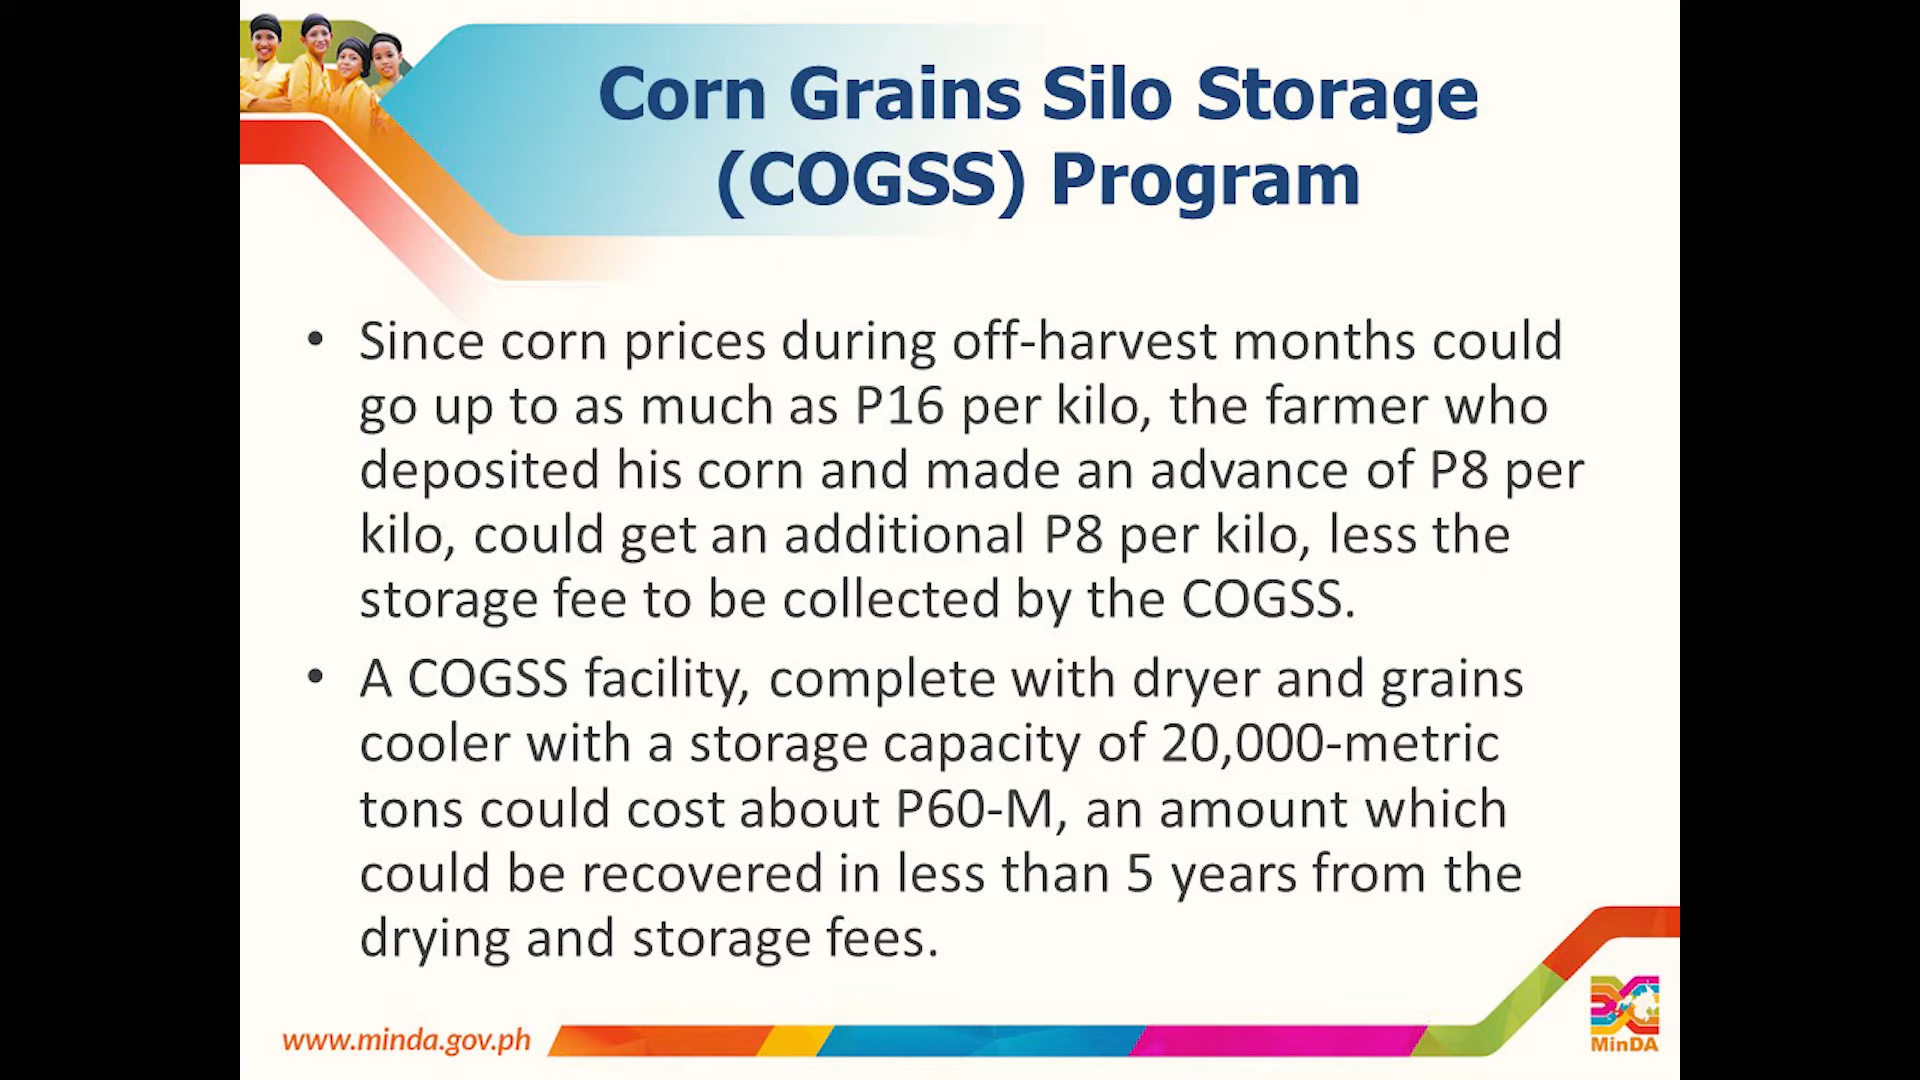 Corn Grains Silo Storage
(COGSS) Program
• Since corn prices during off-harvest months could
go up to as much as P16 per kilo, the farmer who
deposited his corn and made an advance of P8 per
kilo, could get an additional P8 per kilo, less the
storage fee to be collected by the COGSS.
• A COGSS facility, complete with dryer and grains
cooler with a storage capacity of 20,000-metric
tons could cost about P60-M, an amount which
could be recovered in less than 5 years from the
drying and storage fees.
www.minda.gov.ph
MinDA